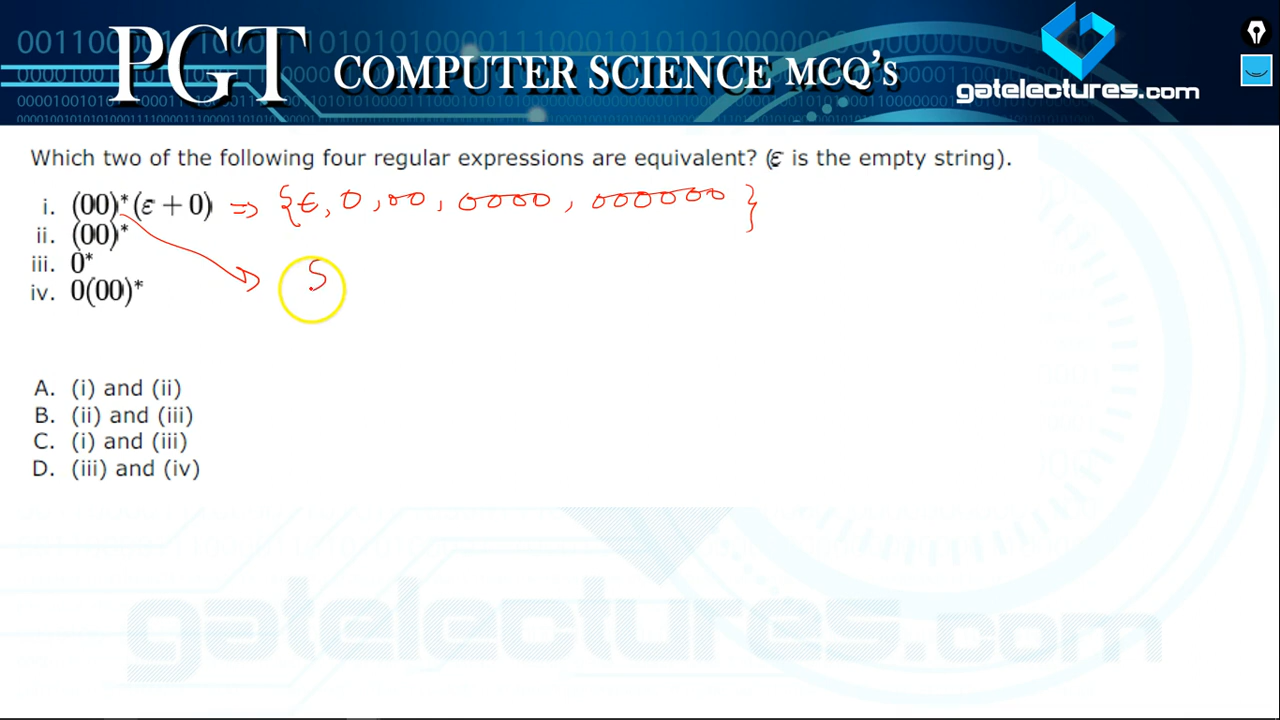 PGT COMPUTER SCIENCE MCQ's
gatelectures.com
Which two of the following four regular expressions are equivalent? (ε is the empty string).
i. (00)*(ε + 0) ⇒ {ε, 0, 00, 0000, 000000 }
ii. (00)*
iii. 0*
iv. 0(00)*
S
A. (i) and (ii)
B. (ii) and (iii)
C. (i) and (iii)
D. (iii) and (iv)
gatelectures.com